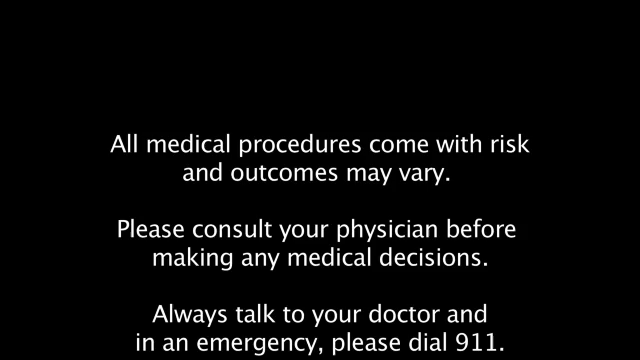 All medical procedures come with risk
and outcomes may vary.
Please consult your physician before
making any medical decisions.
Always talk to your doctor and
in an emergency, please dial 911.